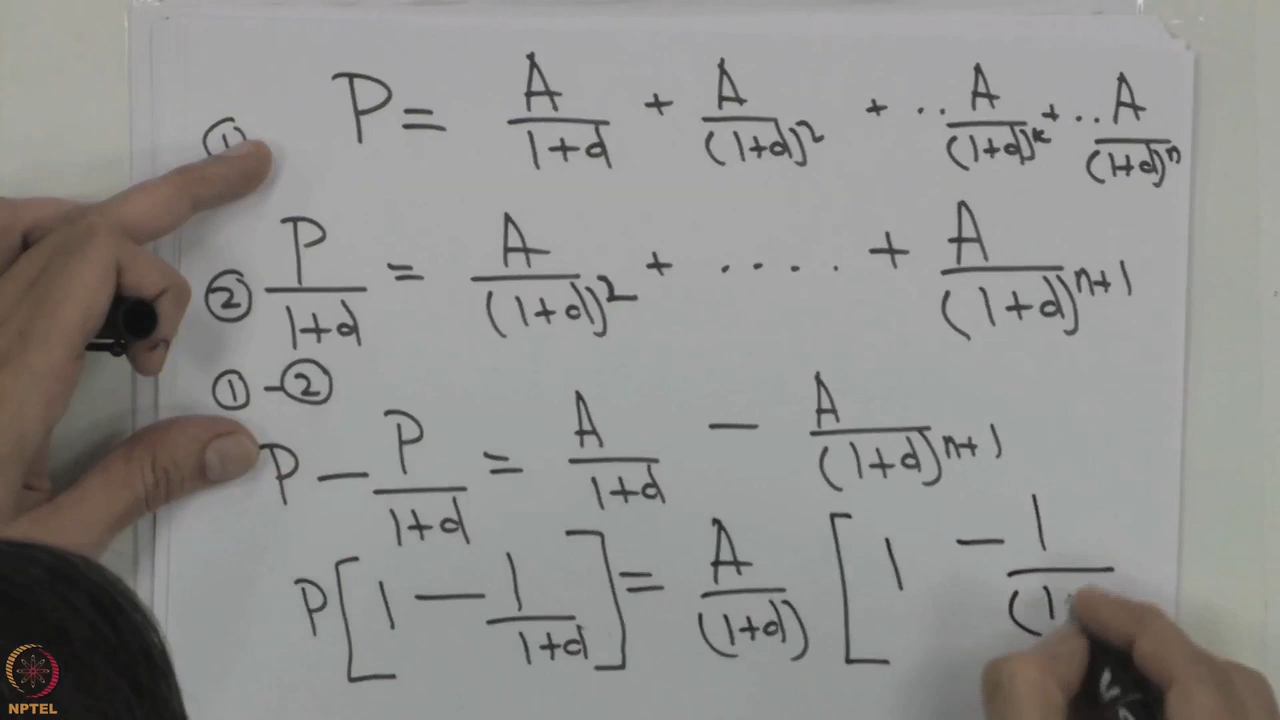 ① P = A/(1+d) + A/(1+d)² + ..A/(1+d)ᵏ + ..A/(1+d)ⁿ
② P/(1+d) = A/(1+d)² + ..... + A/(1+d)ⁿ⁺¹
① - ②
P - P/(1+d) = A/(1+d) - A/(1+d)ⁿ⁺¹
P[1 - 1/(1+d)] = A/(1+d) [1 - 1/(1
NPTEL